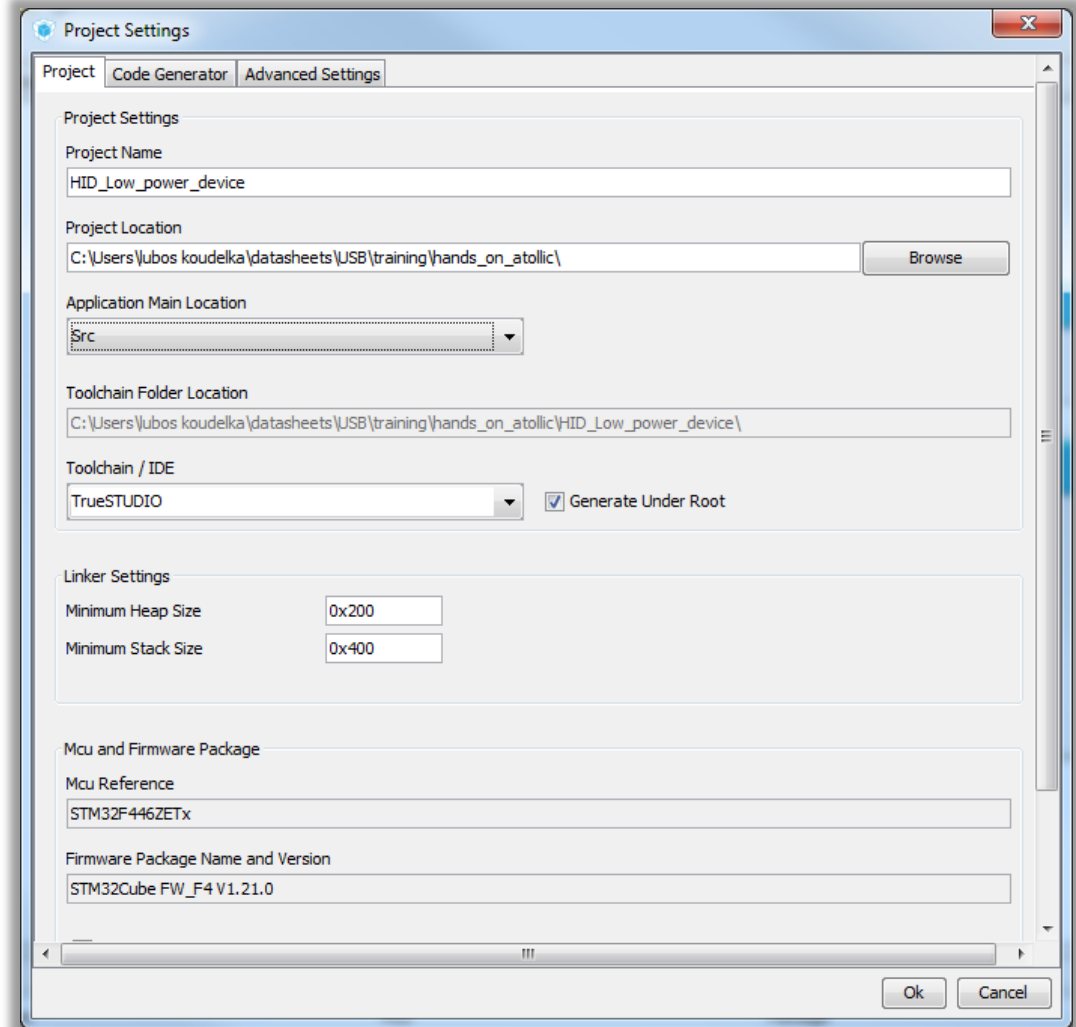 Project Settings
Project Code Generator Advanced Settings
Project Settings
Project Name
HID_Low_power_device
Project Location
C:\Users\lubos koudelka\datasheets\USB\training\hands_on_atollic\
Browse
Application Main Location
Src
Toolchain Folder Location
C:\Users\lubos koudelka\datasheets\USB\training\hands_on_atollic\HID_Low_power_device\
Toolchain / IDE
TrueSTUDIO Generate Under Root
Linker Settings
Minimum Heap Size 0x200
Minimum Stack Size 0x400
Mcu and Firmware Package
Mcu Reference
STM32F446ZETx
Firmware Package Name and Version
STM32Cube FW_F4 V1.21.0
Ok Cancel